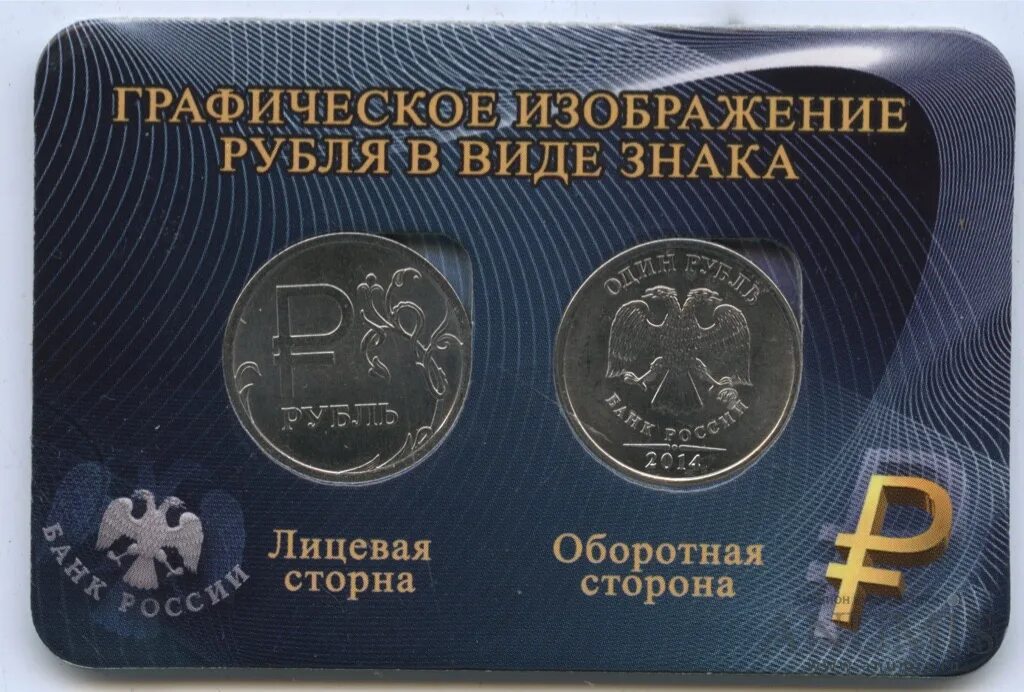 ГРАФИЧЕСКОЕ ИЗОБРАЖЕНИЕ
РУБЛЯ В ВИДЕ ЗНАКА
РУБЛЬ
ОДИН РУБЛЬ
БАНК РОССИИ
2014
Лицевая
сторна
Оборотная
сторона
БАНК РОССИИ